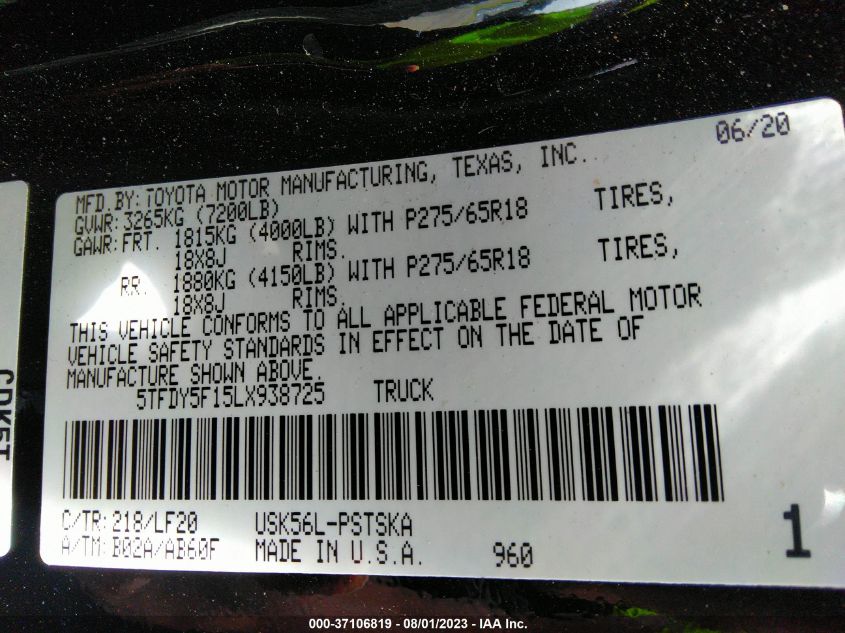 06/20
MFD.BY:TOYOTA MOTOR MANUFACTURING, TEXAS, INC.
GVWR:3265KG (7200LB)
GAWR:FRT. 1815KG (4000LB) WITH P275/65R18 TIRES,
18X8J RIMS.
RR. 1880KG (4150LB) WITH P275/65R18 TIRES,
18X8J RIMS.
THIS VEHICLE CONFORMS TO ALL APPLICABLE FEDERAL MOTOR
VEHICLE SAFETY STANDARDS IN EFFECT ON THE DATE OF
MANUFACTURE SHOWN ABOVE.
5TFDY5F15LX938725 TRUCK
C/TR:218/LF20 USK56L-PSTSKA
A/TM:B02A/AB60F MADE IN U.S.A. 960
1
CDK5T
000-37106819 - 08/01/2023 - IAA Inc.